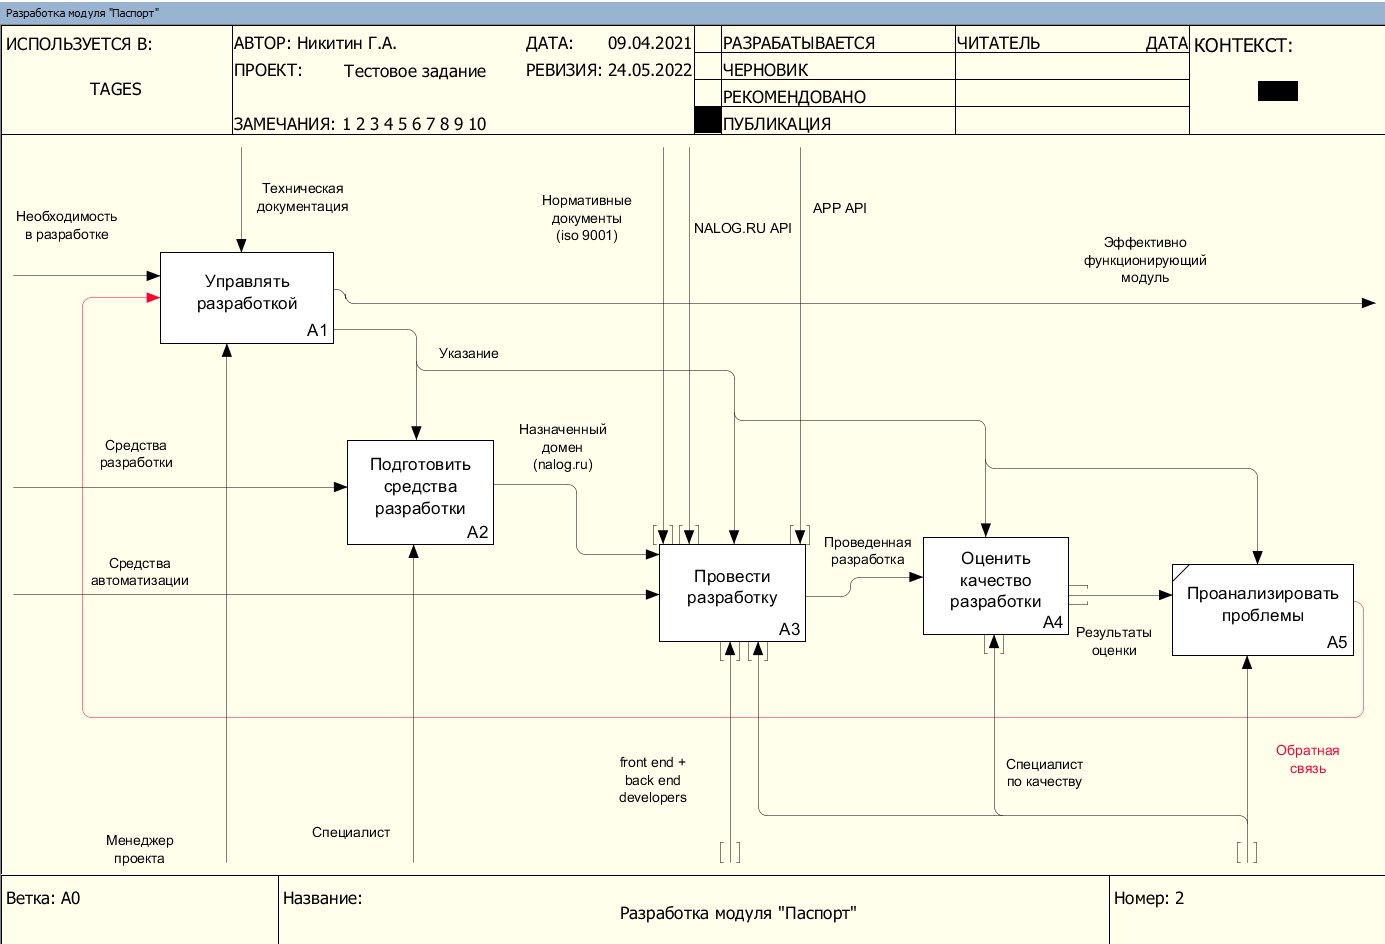 Разработка модуля "Паспорт"
ИСПОЛЬЗУЕТСЯ В:
TAGES
АВТОР: Никитин Г.А.
ДАТА: 09.04.2021
ПРОЕКТ: Тестовое задание
РЕВИЗИЯ: 24.05.2022
ЗАМЕЧАНИЯ: 1 2 3 4 5 6 7 8 9 10
РАЗРАБАТЫВАЕТСЯ
ЧЕРНОВИК
РЕКОМЕНДОВАНО
ПУБЛИКАЦИЯ
ЧИТАТЕЛЬ
ДАТА
КОНТЕКСТ:
Техническая
документация
Необходимость
в разработке
Нормативные
документы
(iso 9001)
NALOG.RU API
APP API
Эффективно
функционирующий
модуль
Управлять
разработкой
A1
Указание
Средства
разработки
Подготовить
средства
разработки
A2
Назначенный
домен
(nalog.ru)
Средства
автоматизации
Провести
разработку
A3
Проведенная
разработка
Оценить
качество
разработки
A4
Результаты
оценки
Проанализировать
проблемы
A5
Обратная
связь
front end +
back end
developers
Специалист
по качеству
Специалист
Менеджер
проекта
Ветка: A0
Название:
Разработка модуля "Паспорт"
Номер: 2